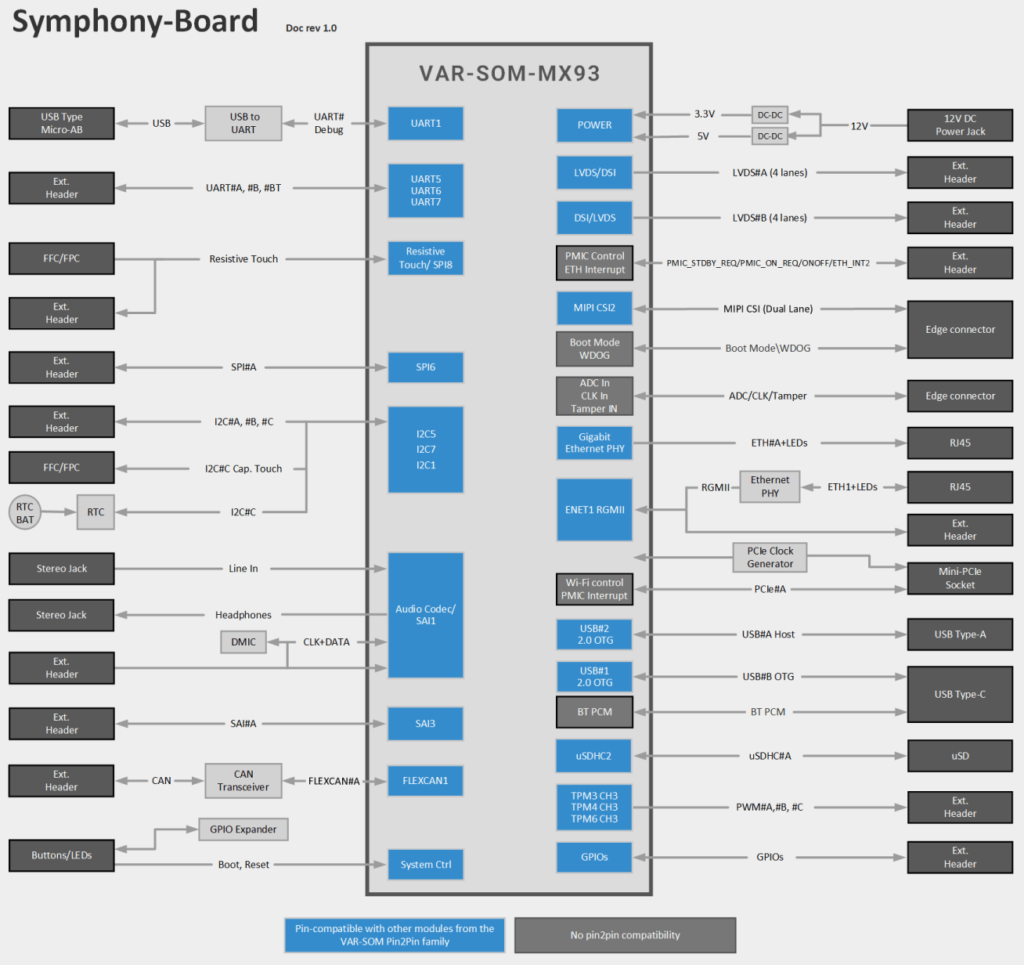 Symphony-Board
Doc rev 1.0
VAR-SOM-MX93
USB Type
Micro-AB
USB
USB to
UART
UART#
Debug
UART1
Ext.
Header
UART#A, #B, #BT
UART5
UART6
UART7
FFC/FPC
Resistive Touch
Resistive
Touch/ SPI8
Ext.
Header
Ext.
Header
SPI#A
SPI6
Ext.
Header
I2C#A, #B, #C
I2C5
I2C7
I2C1
FFC/FPC
I2C#C Cap. Touch
RTC
BAT
RTC
I2C#C
Stereo Jack
Line In
Audio Codec/
SAI1
Stereo Jack
Headphones
DMIC
CLK+DATA
Ext.
Header
Ext.
Header
SAI#A
SAI3
Ext.
Header
CAN
CAN
Transceiver
FLEXCAN#A
FLEXCAN1
GPIO Expander
Buttons/LEDs
Boot, Reset
System Ctrl
POWER
3.3V
5V
DC-DC
DC-DC
12V
12V DC
Power Jack
LVDS/DSI
LVDS#A (4 lanes)
Ext.
Header
DSI/LVDS
LVDS#B (4 lanes)
Ext.
Header
PMIC Control
ETH Interrupt
PMIC_STDBY_REQ/PMIC_ON_REQ/ONOFF/ETH_INT2
Ext.
Header
MIPI CSI2
MIPI CSI (Dual Lane)
Edge connector
Boot Mode
WDOG
Boot Mode\WDOG
ADC In
CLK In
Tamper IN
ADC/CLK/Tamper
Edge connector
Gigabit
Ethernet PHY
ETH#A+LEDs
RJ45
ENET1 RGMII
RGMII
Ethernet
PHY
ETH1+LEDs
RJ45
Ext.
Header
PCIe Clock
Generator
Mini-PCIe
Socket
Wi-Fi control
PMIC Interrupt
PCIe#A
USB#2
2.0 OTG
USB#A Host
USB Type-A
USB#1
2.0 OTG
USB#B OTG
USB Type-C
BT PCM
BT PCM
uSDHC2
uSDHC#A
uSD
TPM3 CH3
TPM4 CH3
TPM6 CH3
PWM#A,#B, #C
Ext.
Header
GPIOs
GPIOs
Ext.
Header
Pin-compatible with other modules from the
VAR-SOM Pin2Pin family
No pin2pin compatibility